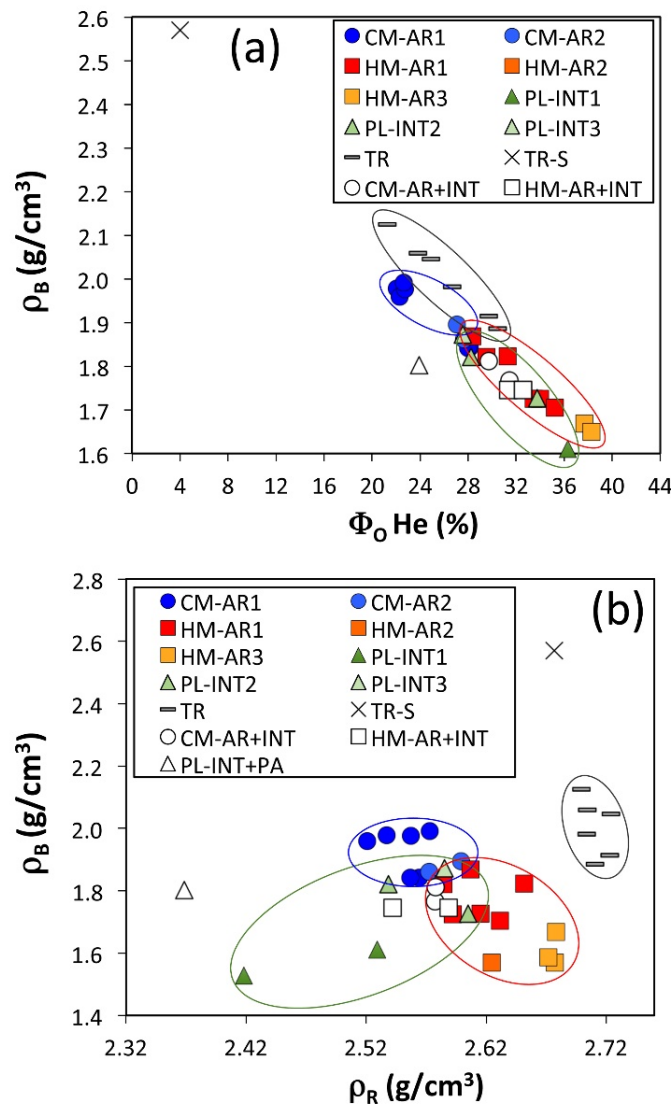 (a)
CM-AR1 CM-AR2
HM-AR1 HM-AR2
HM-AR3 PL-INT1
PL-INT2 PL-INT3
TR TR-S
CM-AR+INT HM-AR+INT
ρB (g/cm³)
2.6
2.5
2.4
2.3
2.2
2.1
2.0
1.9
1.8
1.7
1.6
0 4 8 12 16 20 24 28 32 36 40 44
ΦO He (%)
(b)
CM-AR1 CM-AR2
HM-AR1 HM-AR2
HM-AR3 PL-INT1
PL-INT2 PL-INT3
TR TR-S
CM-AR+INT HM-AR+INT
PL-INT+PA
ρB (g/cm³)
2.8
2.6
2.4
2.2
2.0
1.8
1.6
1.4
2.32 2.42 2.52 2.62 2.72
ρR (g/cm³)